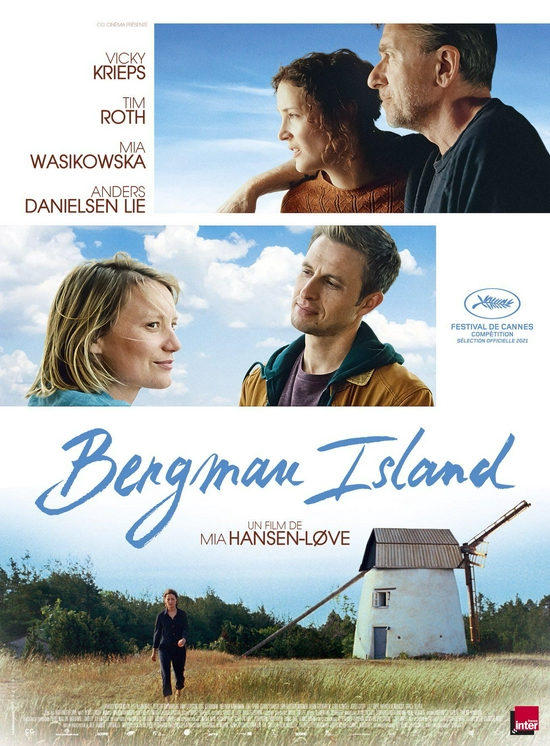 CG CINÉMA PRÉSENTE
VICKY
KRIEPS
TIM
ROTH
MIA
WASIKOWSKA
ANDERS
DANIELSEN LIE
FESTIVAL DE CANNES
COMPÉTITION
SÉLECTION OFFICIELLE 2021
Bergman Island
UN FILM DE
MIA HANSEN-LØVE
france
inter